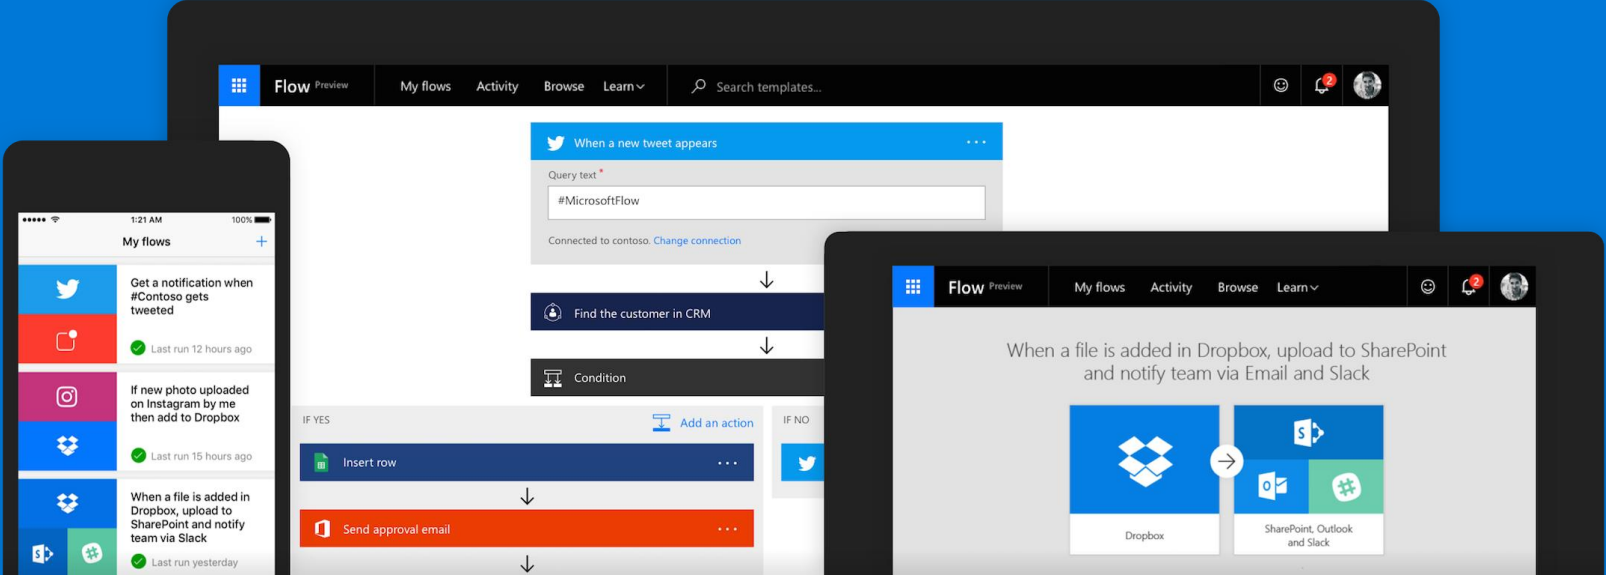 Flow Preview
My flows
Activity
Browse
Learn
Search templates...
2
When a new tweet appears
Query text *
#MicrosoftFlow
Connected to contoso. Change connection
Find the customer in CRM
Condition
IF YES
Add an action
IF NO
Insert row
Send approval email
1:21 AM
100%
My flows
+
Get a notification when
#Contoso gets
tweeted
Last run 12 hours ago
If new photo uploaded
on Instagram by me
then add to Dropbox
Last run 15 hours ago
When a file is added in
Dropbox, upload to
SharePoint and notify
team via Slack
Last run yesterday
Flow Preview
My flows
Activity
Browse
Learn
2
When a file is added in Dropbox, upload to SharePoint
and notify team via Email and Slack
Dropbox
SharePoint, Outlook
and Slack